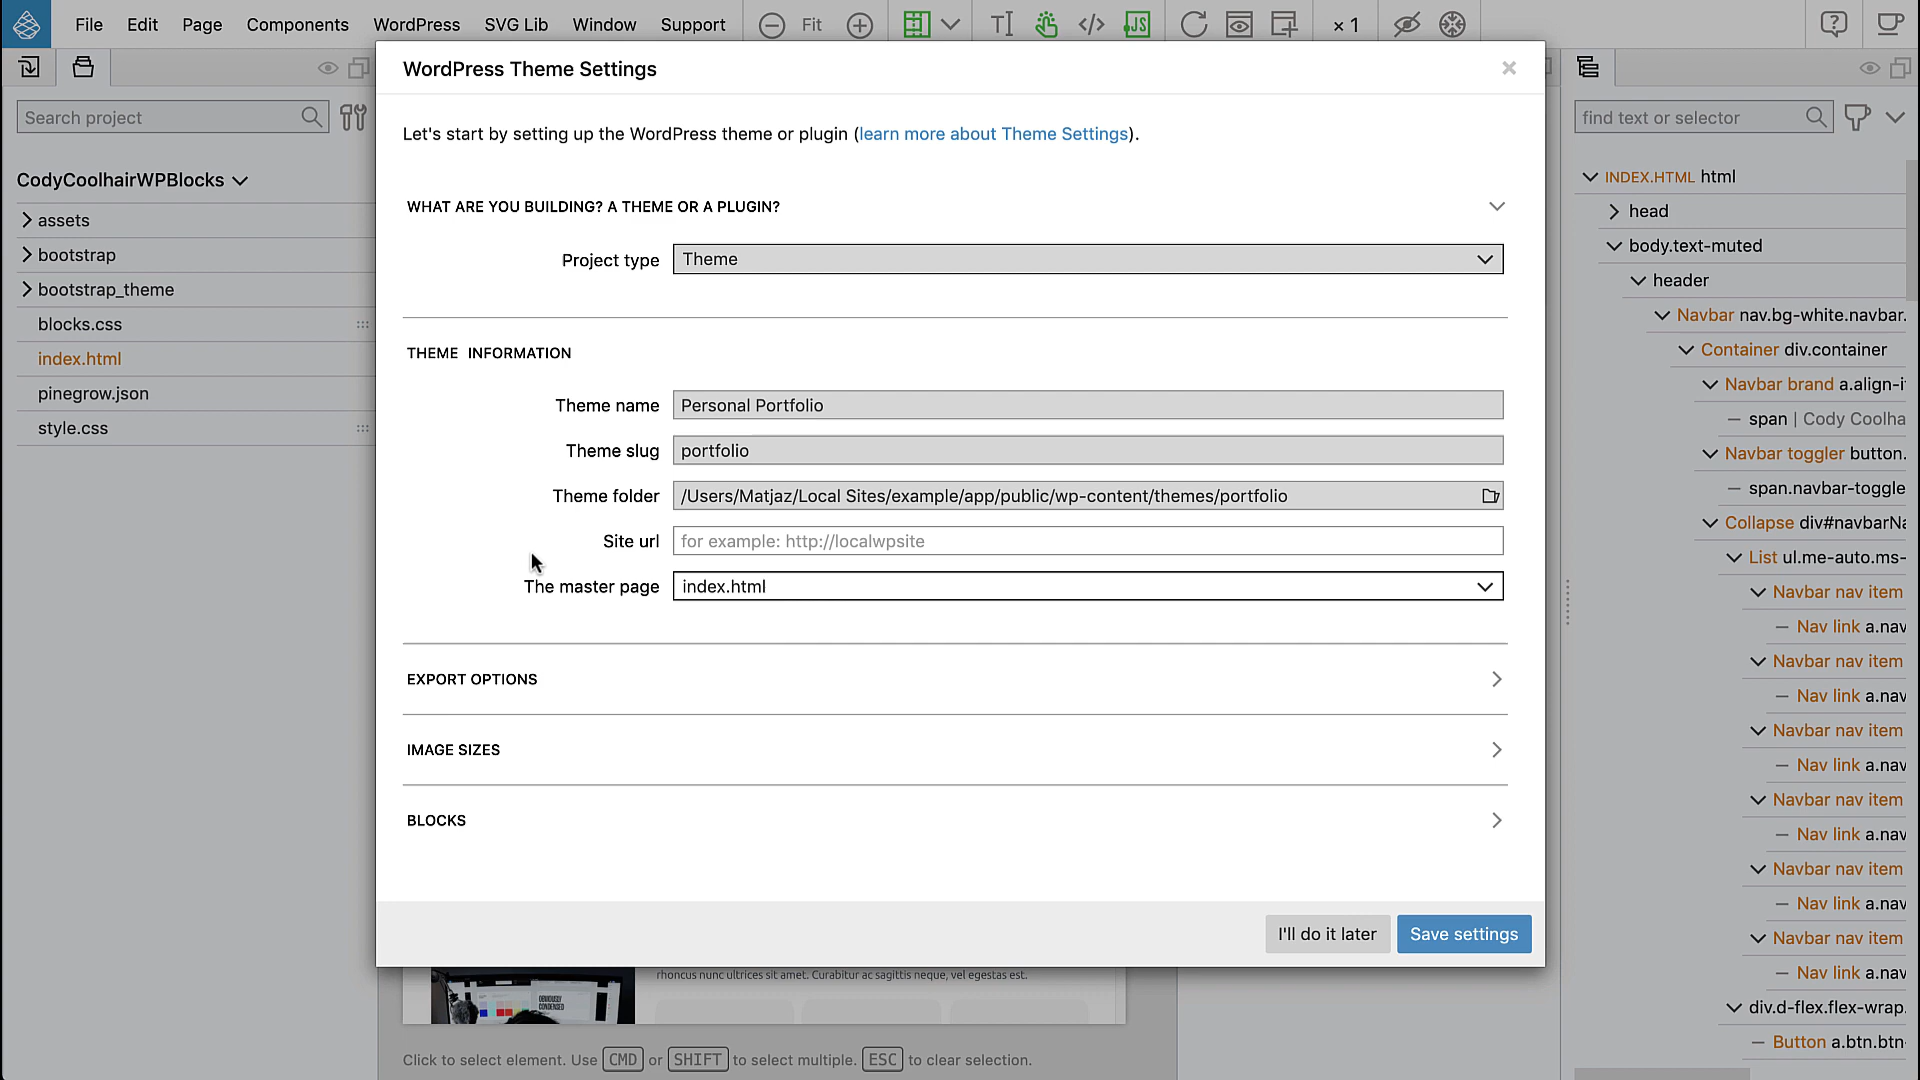 File Edit Page Components WordPress SVG Lib Window Support Fit JS × 1
WordPress Theme Settings
Search project
Let's start by setting up the WordPress theme or plugin (learn more about Theme Settings).
find text or selector
CodyCoolhairWPBlocks
assets
bootstrap
bootstrap_theme
blocks.css
index.html
pinegrow.json
style.css
WHAT ARE YOU BUILDING? A THEME OR A PLUGIN?
Project type Theme
THEME INFORMATION
Theme name Personal Portfolio
Theme slug portfolio
Theme folder /Users/Matjaz/Local Sites/example/app/public/wp-content/themes/portfolio
Site url for example: http://localwpsite
The master page index.html
EXPORT OPTIONS
IMAGE SIZES
BLOCKS
I'll do it later Save settings
INDEX.HTML html
head
body.text-muted
header
Navbar nav.bg-white.navbar.
Container div.container
Navbar brand a.align-i
span | Cody Coolha
Navbar toggler button.
span.navbar-toggle
Collapse div#navbarNa
List ul.me-auto.ms-
Navbar nav item
Nav link a.nav
Navbar nav item
Nav link a.nav
Navbar nav item
Nav link a.nav
Navbar nav item
Nav link a.nav
Navbar nav item
Nav link a.nav
Navbar nav item
Nav link a.nav
div.d-flex.flex-wrap.
Button a.btn.btn-
rhoncus nunc ultrices sit amet. Curabitur ac sagittis neque, vel egestas est.
OBVIOUSLY
CONDENSED
Click to select element. Use CMD or SHIFT to select multiple. ESC to clear selection.